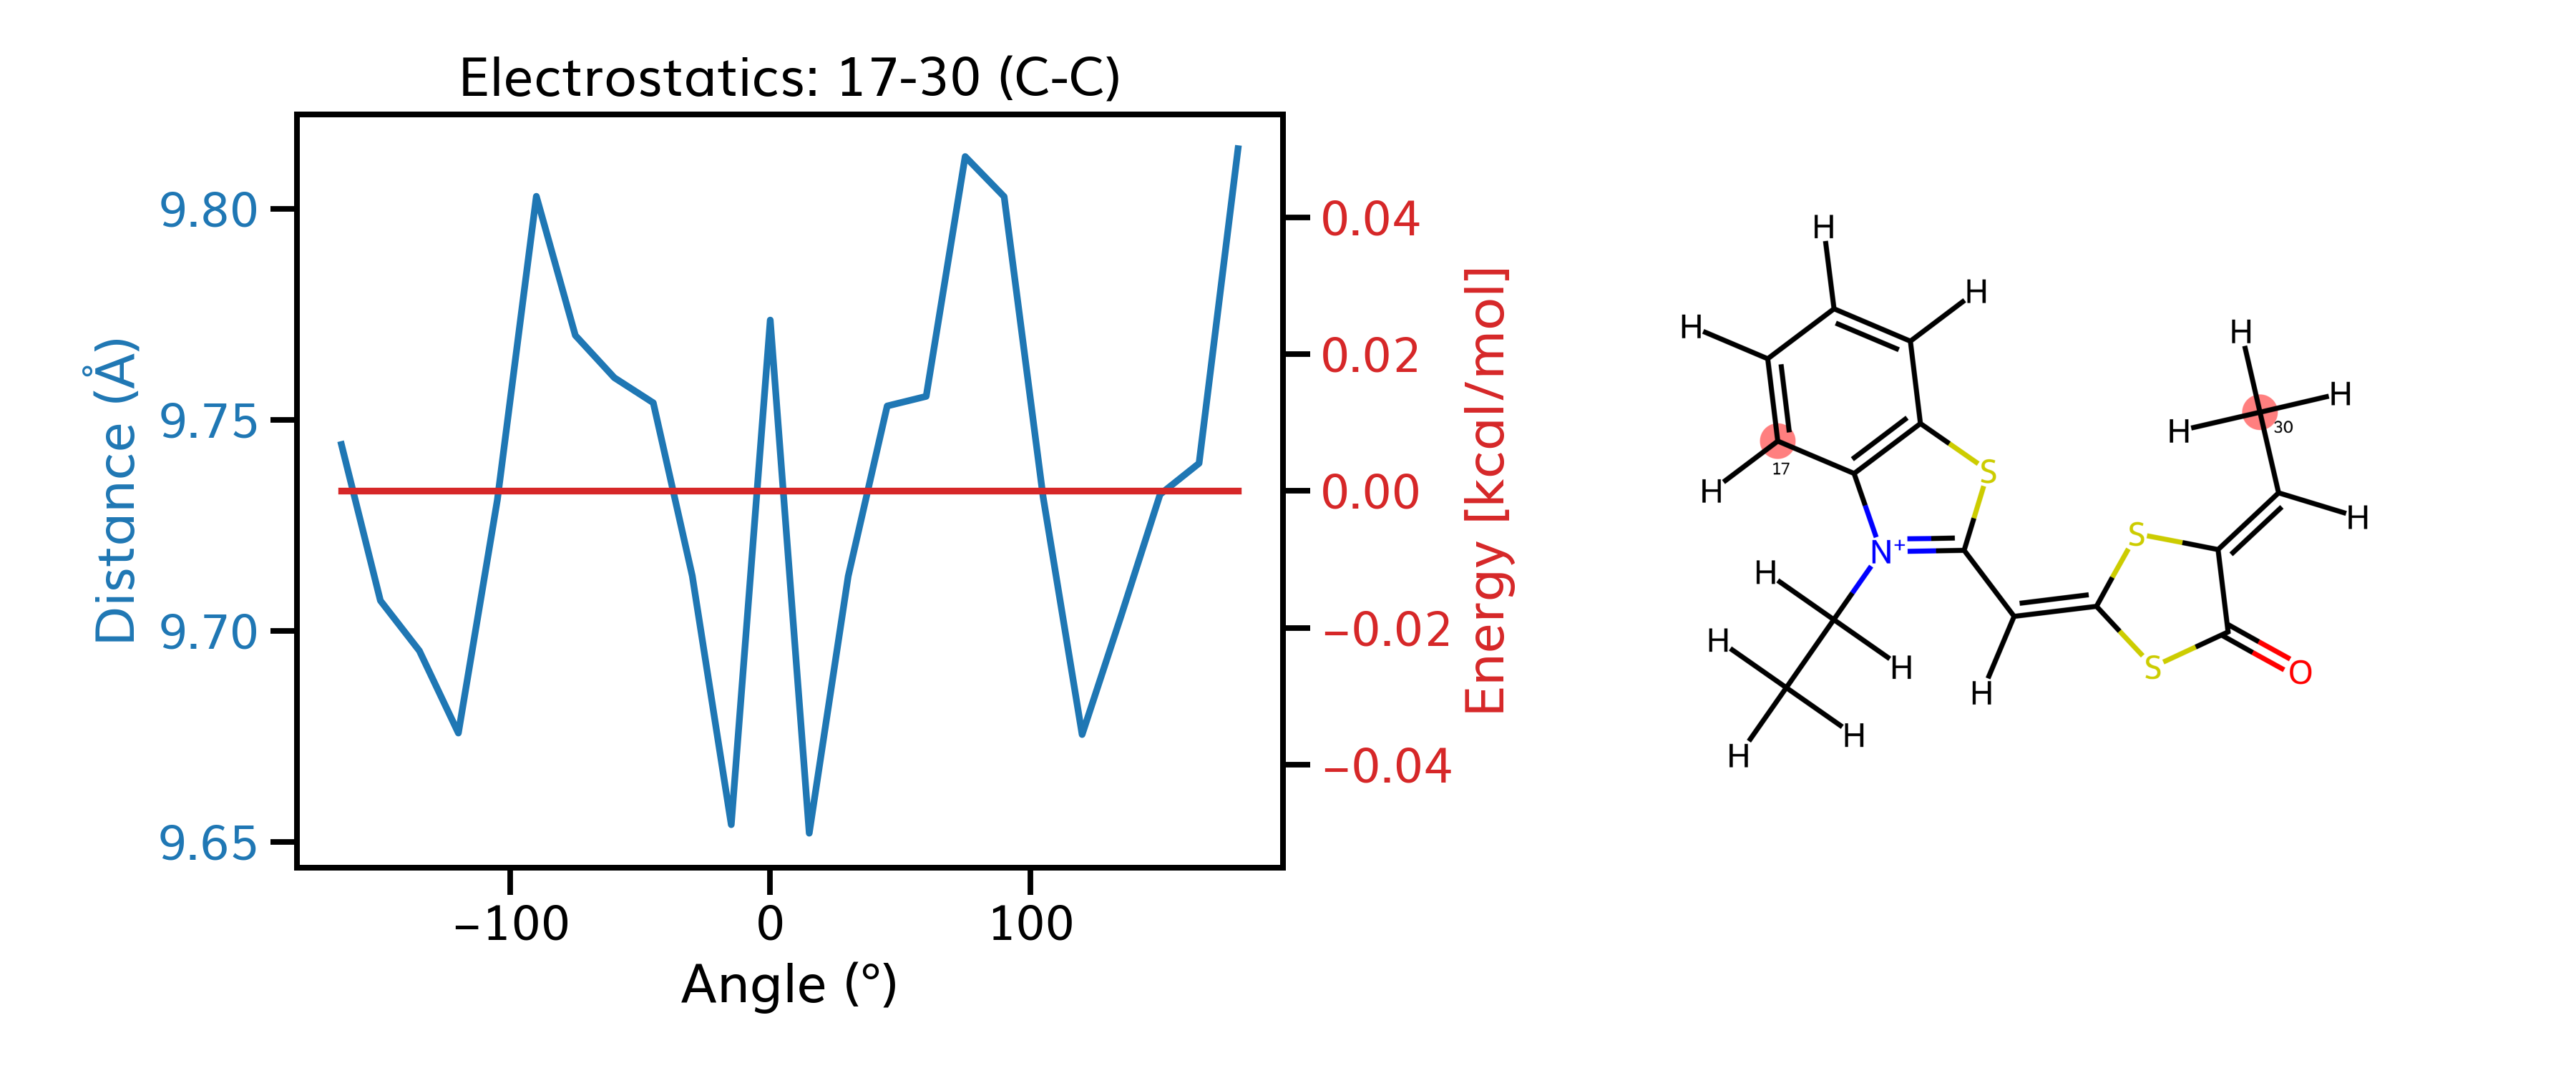 Electrostatics: 17-30 (C-C)
Distance (Å)
9.80
9.75
9.70
9.65
0.04
0.02
0.00
−0.02
−0.04
Energy [kcal/mol]
−100
0
100
Angle (°)
H
H
H
H
17
S
N+
H
H
H
H
H
H
S
S
O
H
H
H
30
H